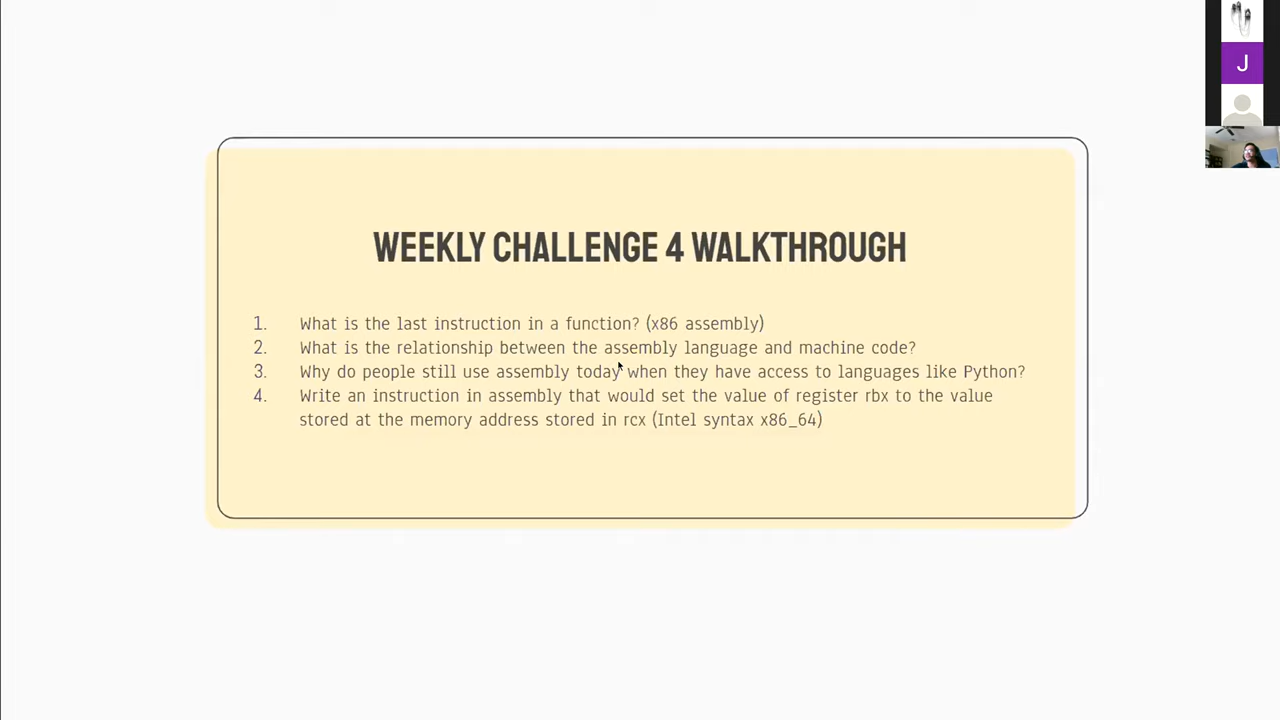 J
WEEKLY CHALLENGE 4 WALKTHROUGH
1. What is the last instruction in a function? (x86 assembly)
2. What is the relationship between the assembly language and machine code?
3. Why do people still use assembly today when they have access to languages like Python?
4. Write an instruction in assembly that would set the value of register rbx to the value
stored at the memory address stored in rcx (Intel syntax x86_64)